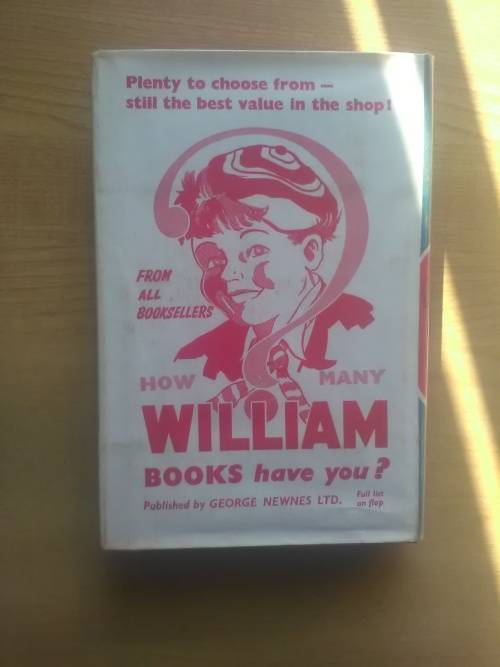 Plenty to choose from —
still the best value in the shop!
FROM
ALL
BOOKSELLERS
HOW MANY
WILLIAM
BOOKS have you?
Published by GEORGE NEWNES LTD. Full list
on flap